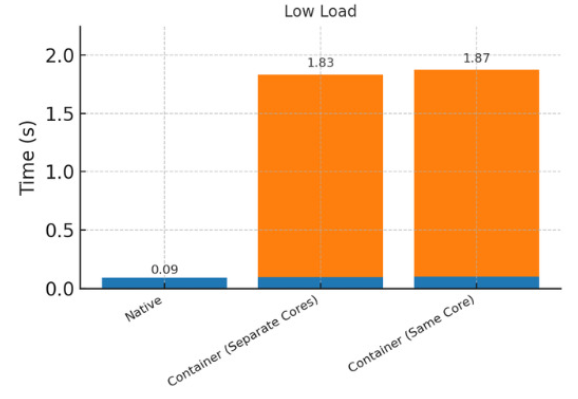 Low Load
Time (s)
2.0
1.5
1.0
0.5
0.0
0.09
1.83
1.87
Native
Container (Separate Cores)
Container (Same Core)